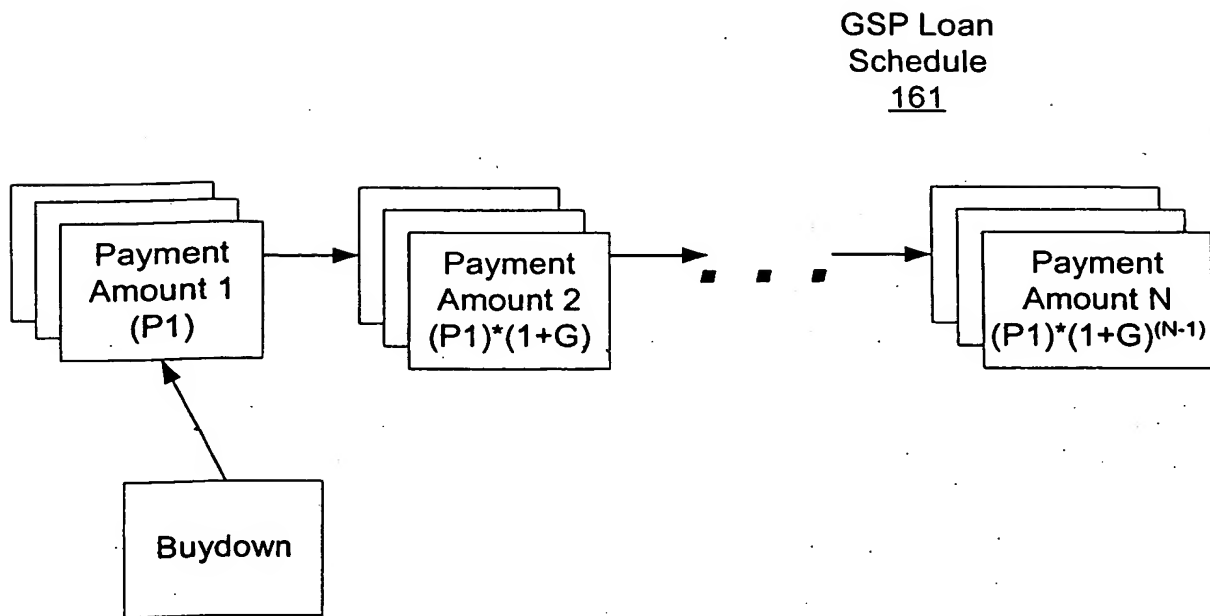 GSP Loan
Schedule
161
Payment
Amount 1
(P1)
Payment
Amount 2
(P1)*(1+G)
Payment
Amount N
(P1)*(1+G)^(N-1)
Buydown